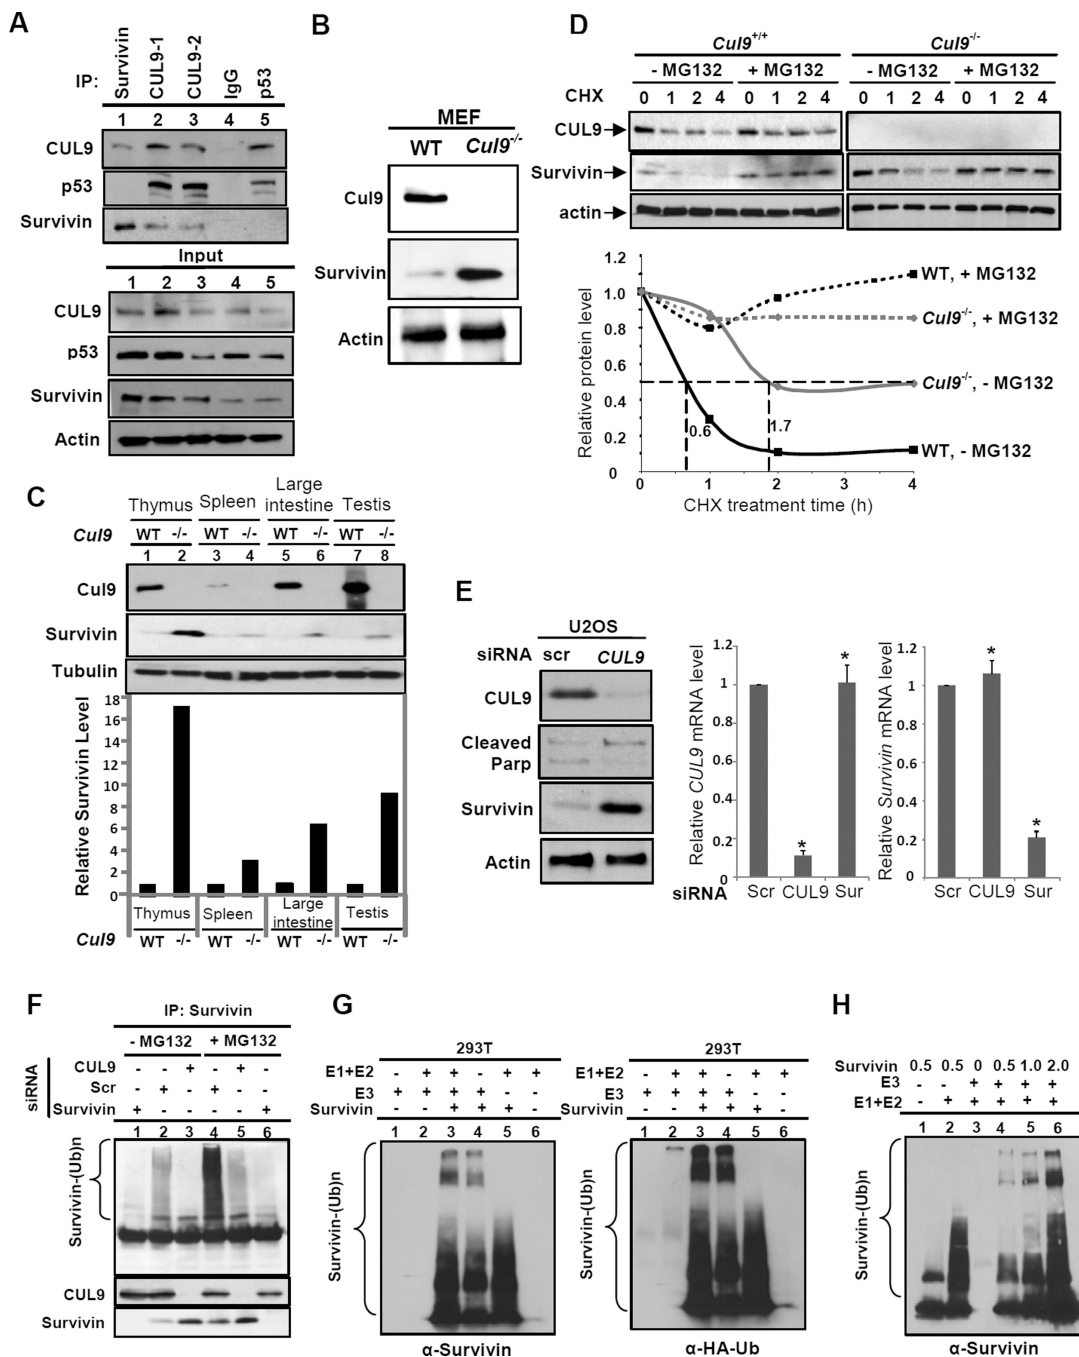 A
IP:
Survivin
CUL9-1
CUL9-2
IgG
p53
1 2 3 4 5
CUL9
p53
Survivin
Input
1 2 3 4 5
CUL9
p53
Survivin
Actin
B
MEF
WT Cul9-/-
Cul9
Survivin
Actin
C
Thymus Spleen Large intestine Testis
Cul9 WT -/- WT -/- WT -/- WT -/-
1 2 3 4 5 6 7 8
Cul9
Survivin
Tubulin
Relative Survivin Level
18
16
14
12
10
8
6
4
2
0
Thymus Spleen Large intestine Testis
Cul9 WT -/- WT -/- WT -/- WT -/-
D
Cul9+/+ Cul9-/-
- MG132 + MG132 - MG132 + MG132
CHX 0 1 2 4 0 1 2 4 0 1 2 4 0 1 2 4
CUL9
Survivin
actin
Relative protein level
1.2
1.0
0.8
0.6
0.4
0.2
0
WT, + MG132
Cul9-/-, + MG132
Cul9-/-, - MG132
WT, - MG132
0.6
1.7
0 1 2 3 4
CHX treatment time (h)
E
U2OS
siRNA scr CUL9
CUL9
Cleaved
Parp
Survivin
Actin
Relative CUL9 mRNA level
1.2
1
0.8
0.6
0.4
0.2
0
* *
siRNA Scr CUL9 Sur
Relative Survivin mRNA level
1.2
1
0.8
0.6
0.4
0.2
0
* *
Scr CUL9 Sur
F
IP: Survivin
- MG132 + MG132
siRNA
CUL9 - - + - + -
Scr - + - + - -
Survivin + - - - - +
1 2 3 4 5 6
Survivin-(Ub)n
CUL9
Survivin
G
293T
E1+E2 - + + - + +
E3 + + + + - -
Survivin - - + + + -
1 2 3 4 5 6
Survivin-(Ub)n
α-Survivin
293T
E1+E2 - + + - + +
E3 + + + + - -
Survivin - - + + + -
1 2 3 4 5 6
Survivin-(Ub)n
α-HA-Ub
H
Survivin 0.5 0.5 0 0.5 1.0 2.0
E3 - - + + + +
E1+E2 - + + + + +
1 2 3 4 5 6
Survivin-(Ub)n
α-Survivin